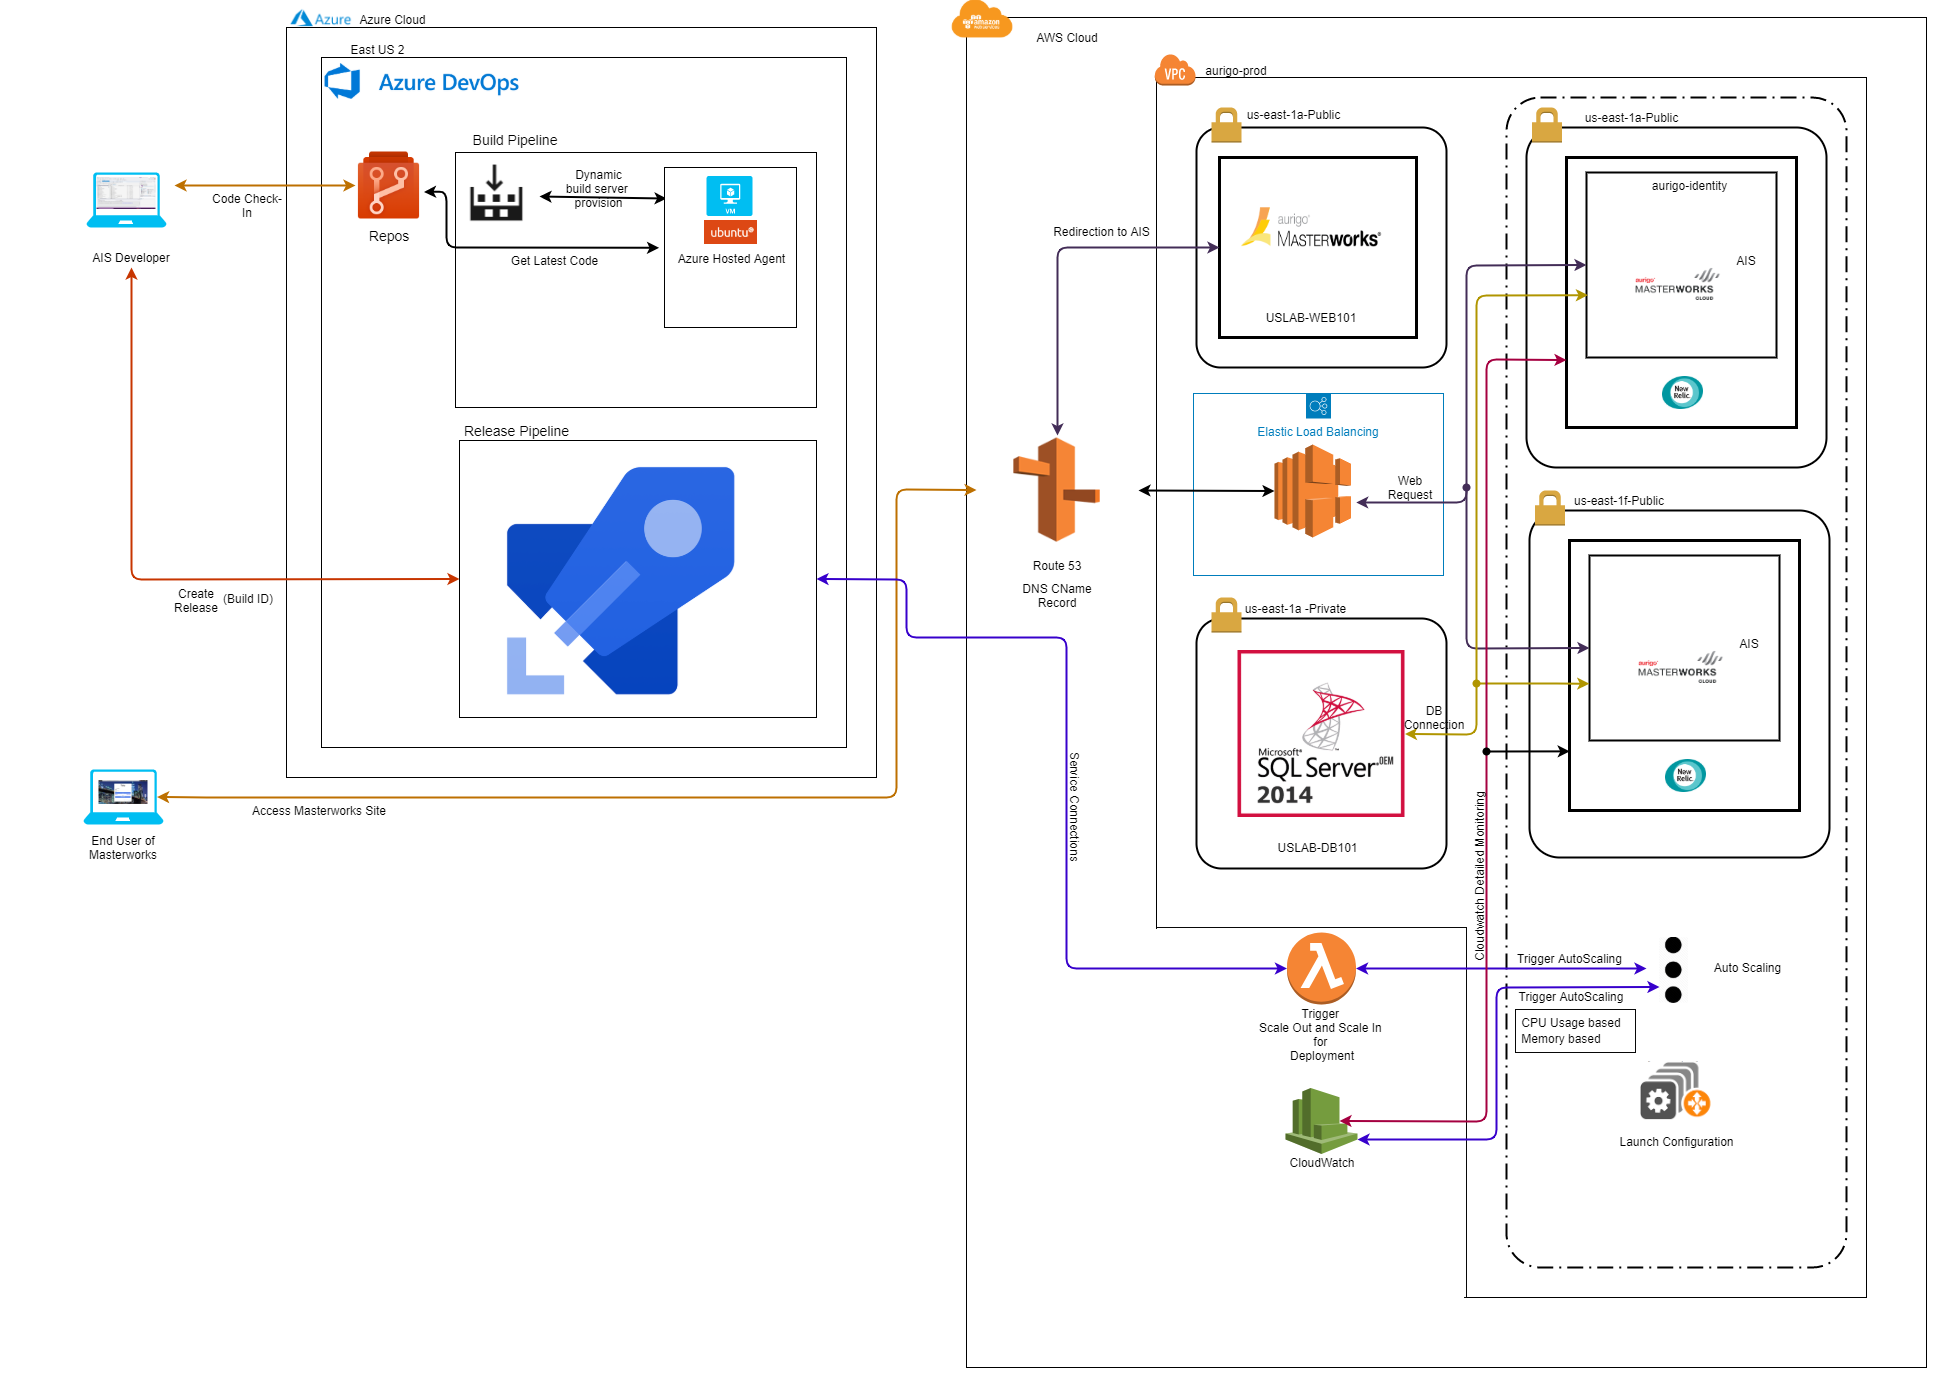 Azure Azure Cloud
East US 2
Azure DevOps
Build Pipeline
Dynamic
build server
provision
VM
ubuntu®
Azure Hosted Agent
Get Latest Code
Repos
Code Check-
In
AIS Developer
Release Pipeline
Create
Release
(Build ID)
End User of
Masterworks
Access Masterworks Site
Service Connections
amazon
AWS Cloud
VPC
aurigo-prod
us-east-1a-Public
aurigo®
MASTERWORKS®
USLAB-WEB101
Redirection to AIS
Elastic Load Balancing
Web
Request
Route 53
DNS CName
Record
us-east-1a -Private
Microsoft®
SQL Server®.OEM
2014
USLAB-DB101
DB
Connection
us-east-1a-Public
aurigo-identity
AIS
aurigo®
MASTERWORKS
CLOUD
New
Relic.
us-east-1f-Public
AIS
aurigo®
MASTERWORKS
CLOUD
New
Relic.
Cloudwatch Detailed Monitoring
Trigger
Scale Out and Scale In
for
Deployment
CloudWatch
Trigger AutoScaling
Trigger AutoScaling
CPU Usage based
Memory based
Auto Scaling
Launch Configuration